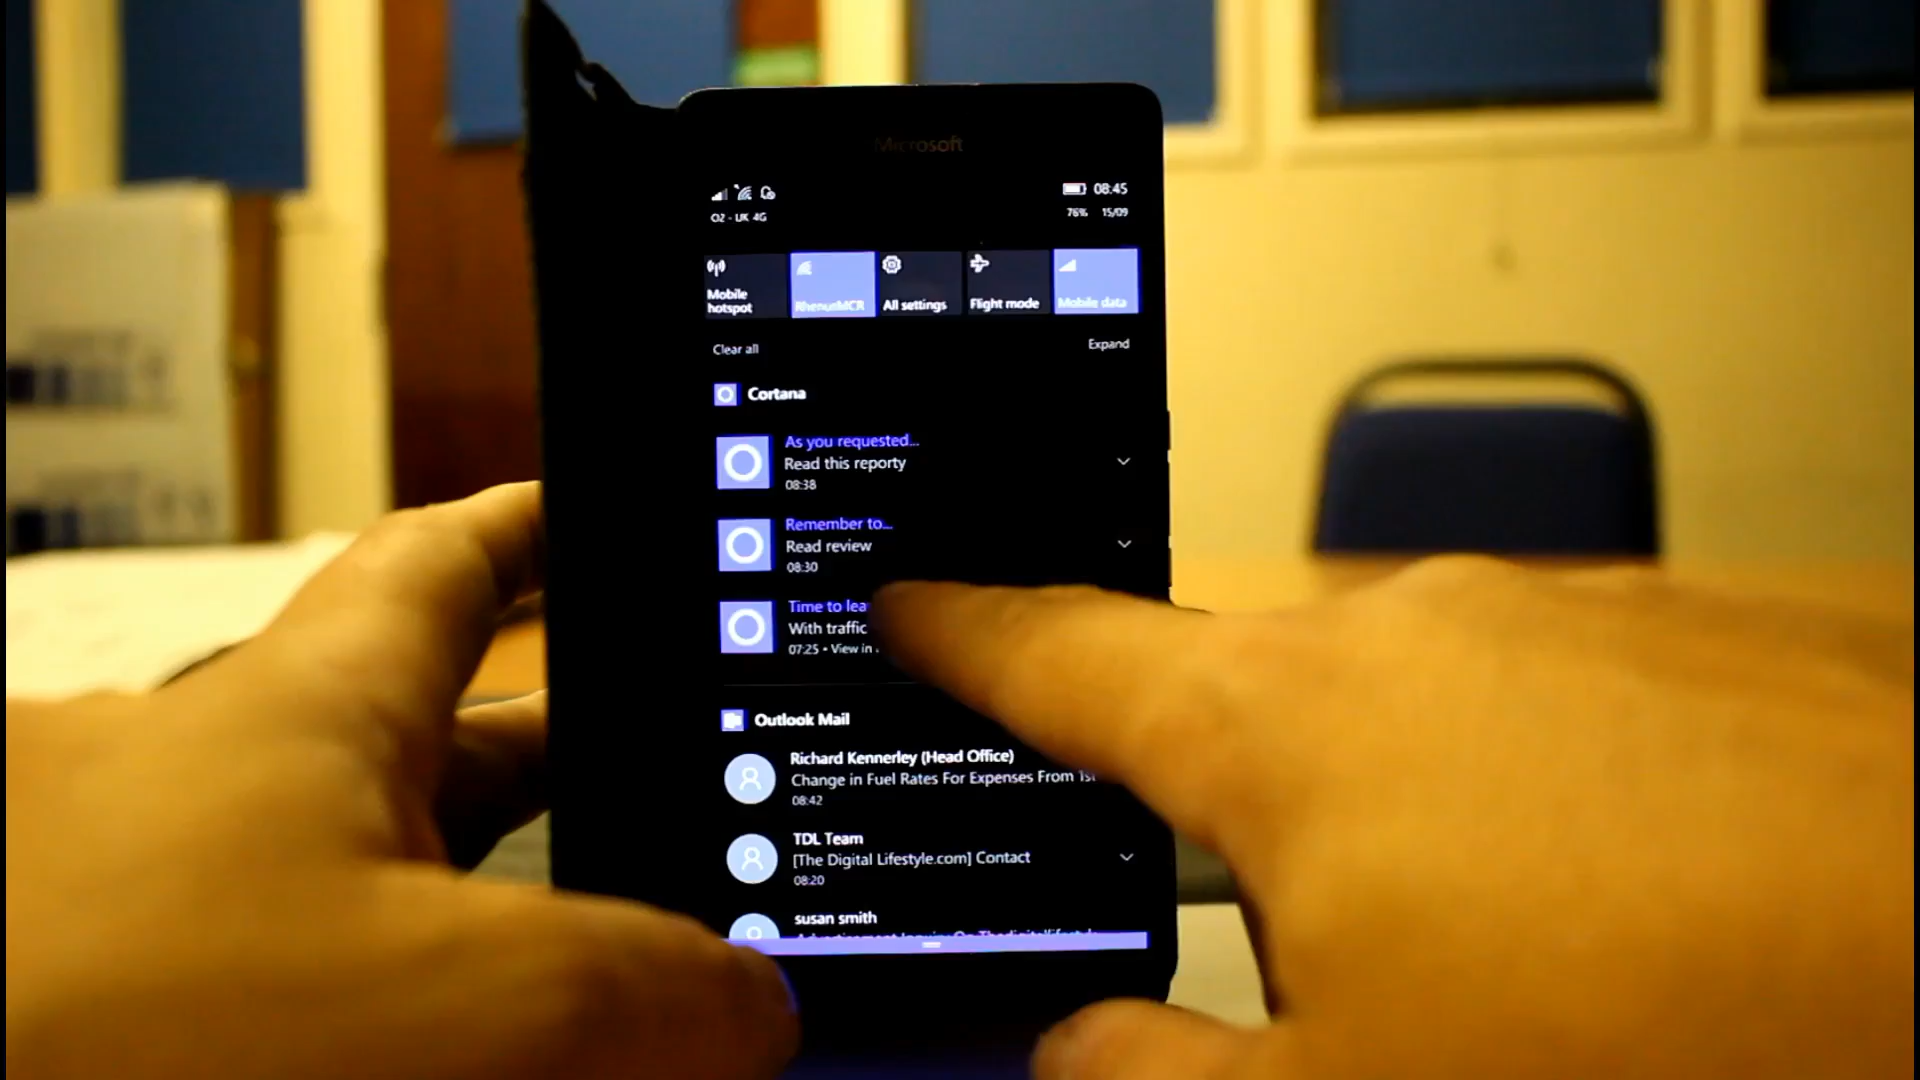 Microsoft
08:45
O2 - UK 4G
76% 15/09
Mobile hotspot
RhenusMCR
All settings
Flight mode
Mobile data
Clear all
Expand
Cortana
As you requested...
Read this reporty
08:38
Remember to...
Read review
08:30
Time to lea
With traffic
07:25 • View in
Outlook Mail
Richard Kennerley (Head Office)
Change in Fuel Rates For Expenses From 1st
08:42
TDL Team
[The Digital Lifestyle.com] Contact
08:20
susan smith